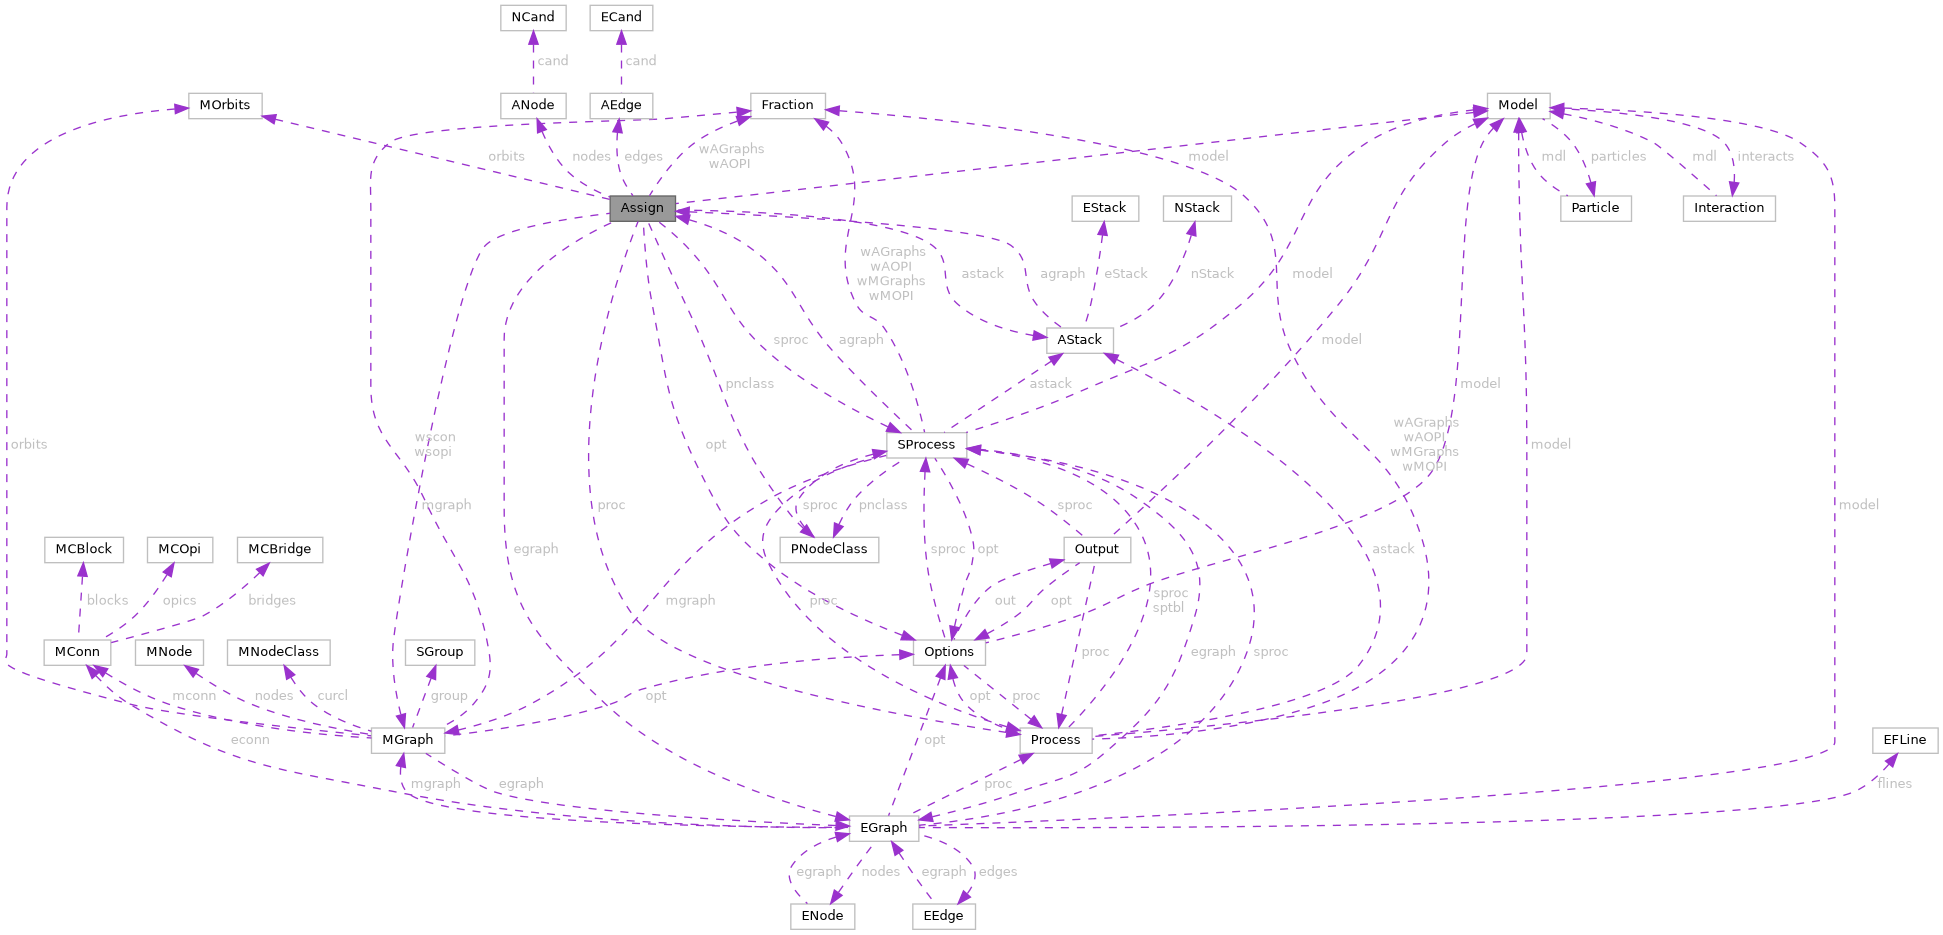 NCand
ECand
cand
cand
MOrbits
ANode
AEdge
Fraction
Model
orbits
nodes
edges
wAGraphs
wAOPI
model
mdl
particles
mdl
interacts
Assign
EStack
NStack
Particle
Interaction
wAGraphs
wAOPI
wMGraphs
wMOPI
astack
agraph
eStack
nStack
model
sproc
agraph
AStack
model
pnclass
astack
model
orbits
wscon
wsopi
opt
SProcess
wAGraphs
wAOPI
wMGraphs
wMOPI
model
mgraph
proc
sproc
pnclass
sproc
model
MCBlock
MCOpi
MCBridge
egraph
PNodeClass
sproc
opt
Output
astack
blocks
opics
bridges
mgraph
proc
out
opt
sproc
sptbl
MConn
MNode
MNodeClass
SGroup
Options
proc
egraph
sproc
mconn
nodes
curcl
group
opt
opt
proc
econn
MGraph
opt
Process
EFLine
mgraph
egraph
proc
flines
EGraph
egraph
nodes
egraph
edges
ENode
EEdge